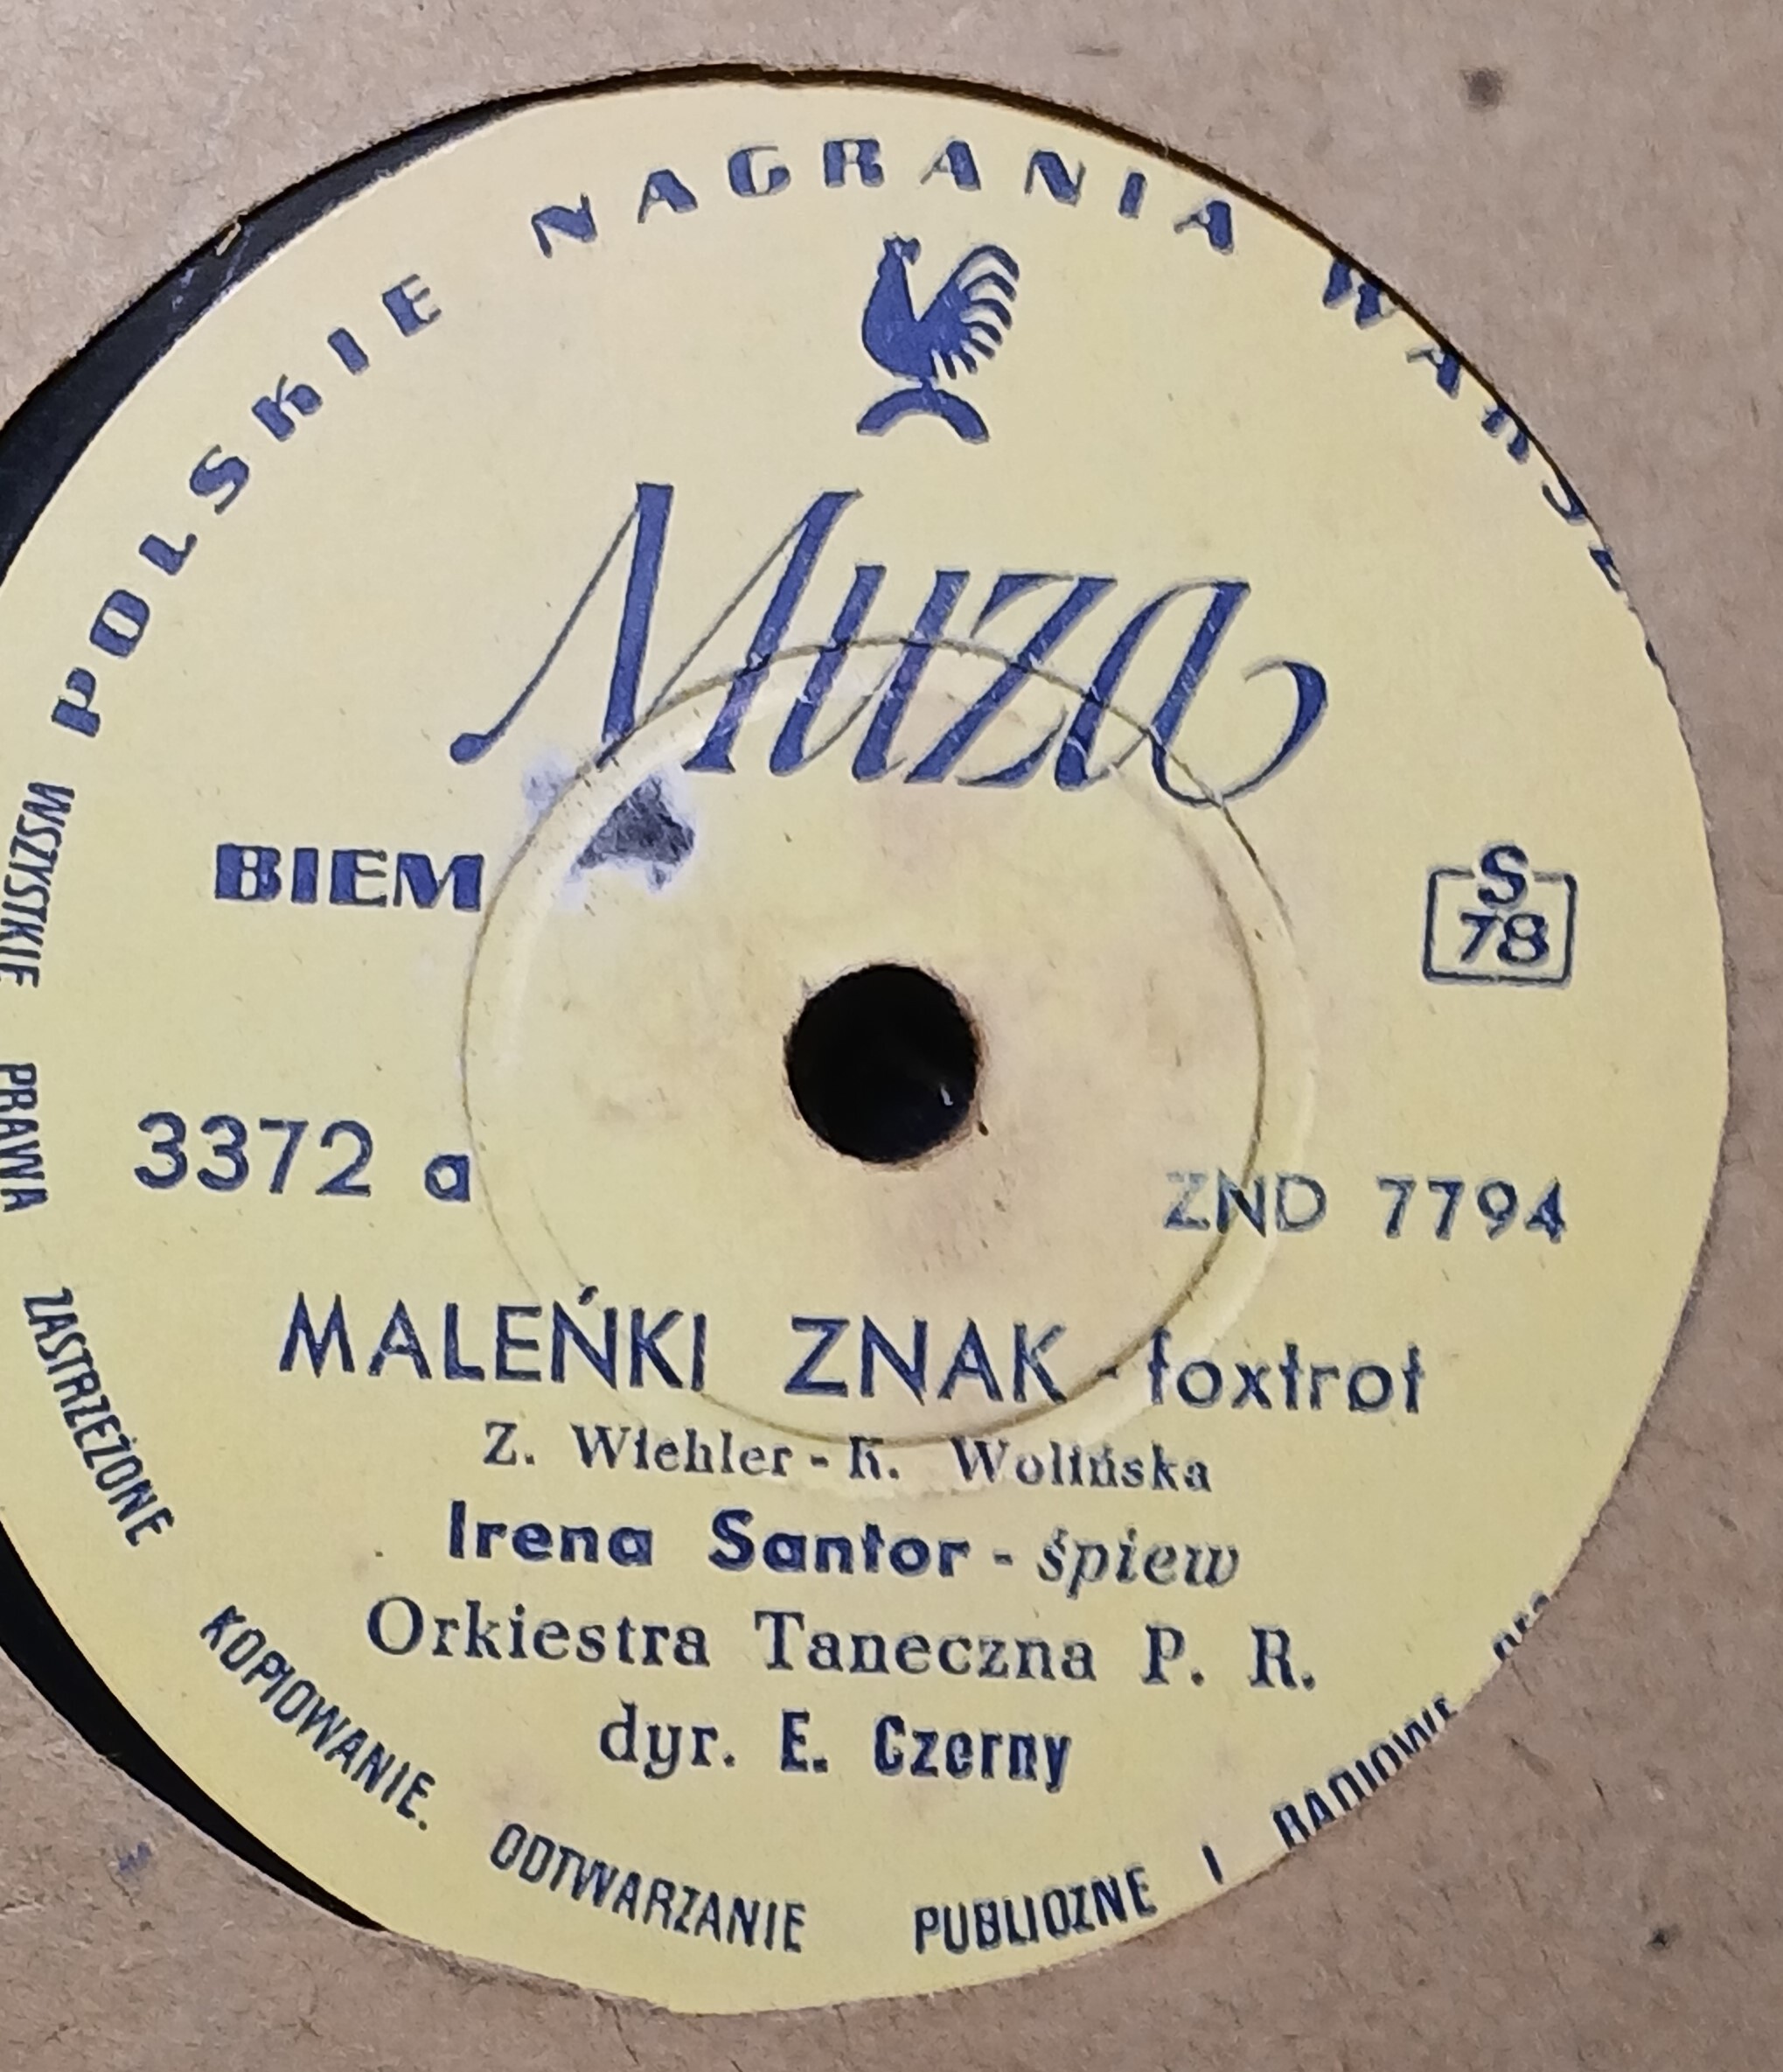 POLSKIE NAGRANIA
Muza
BIEM
S
78
3372 a
ZND 7794
MALEŃKI ZNAK - foxtrot
Z. Wiehler - K. Wolińska
Irena Santor - śpiew
Orkiestra Taneczna P. R.
dyr. E. Czerny
WSZYSTKIE PRAWA ZASTRZEŻONE KOPIOWANIE. ODTWARZANIE PUBLICZNE I RADIOWE